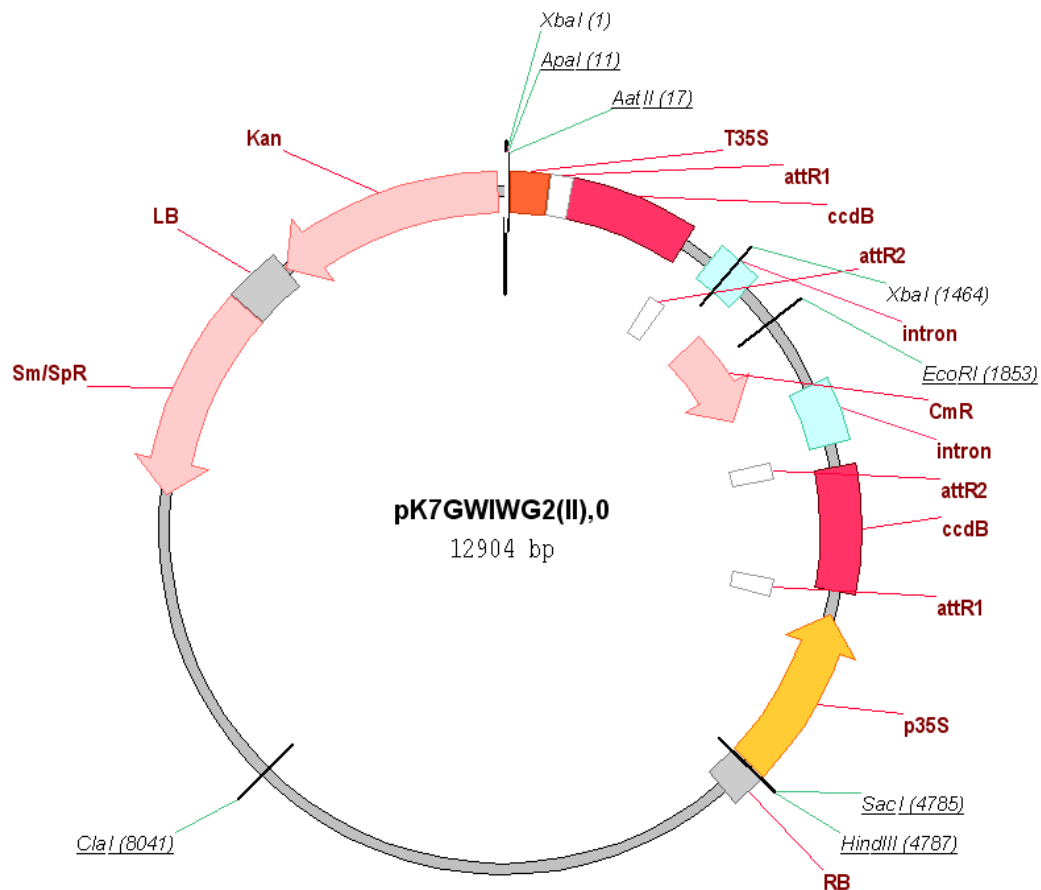 XbaI (1)
ApaI (11)
AatII (17)
Kan
T35S
attR1
LB
ccdB
attR2
XbaI (1464)
intron
Sm/SpR
EcoRI (1853)
CmR
intron
attR2
pK7GWIWG2(II),0
ccdB
12904 bp
attR1
p35S
SacI (4785)
ClaI (8041)
HindIII (4787)
RB